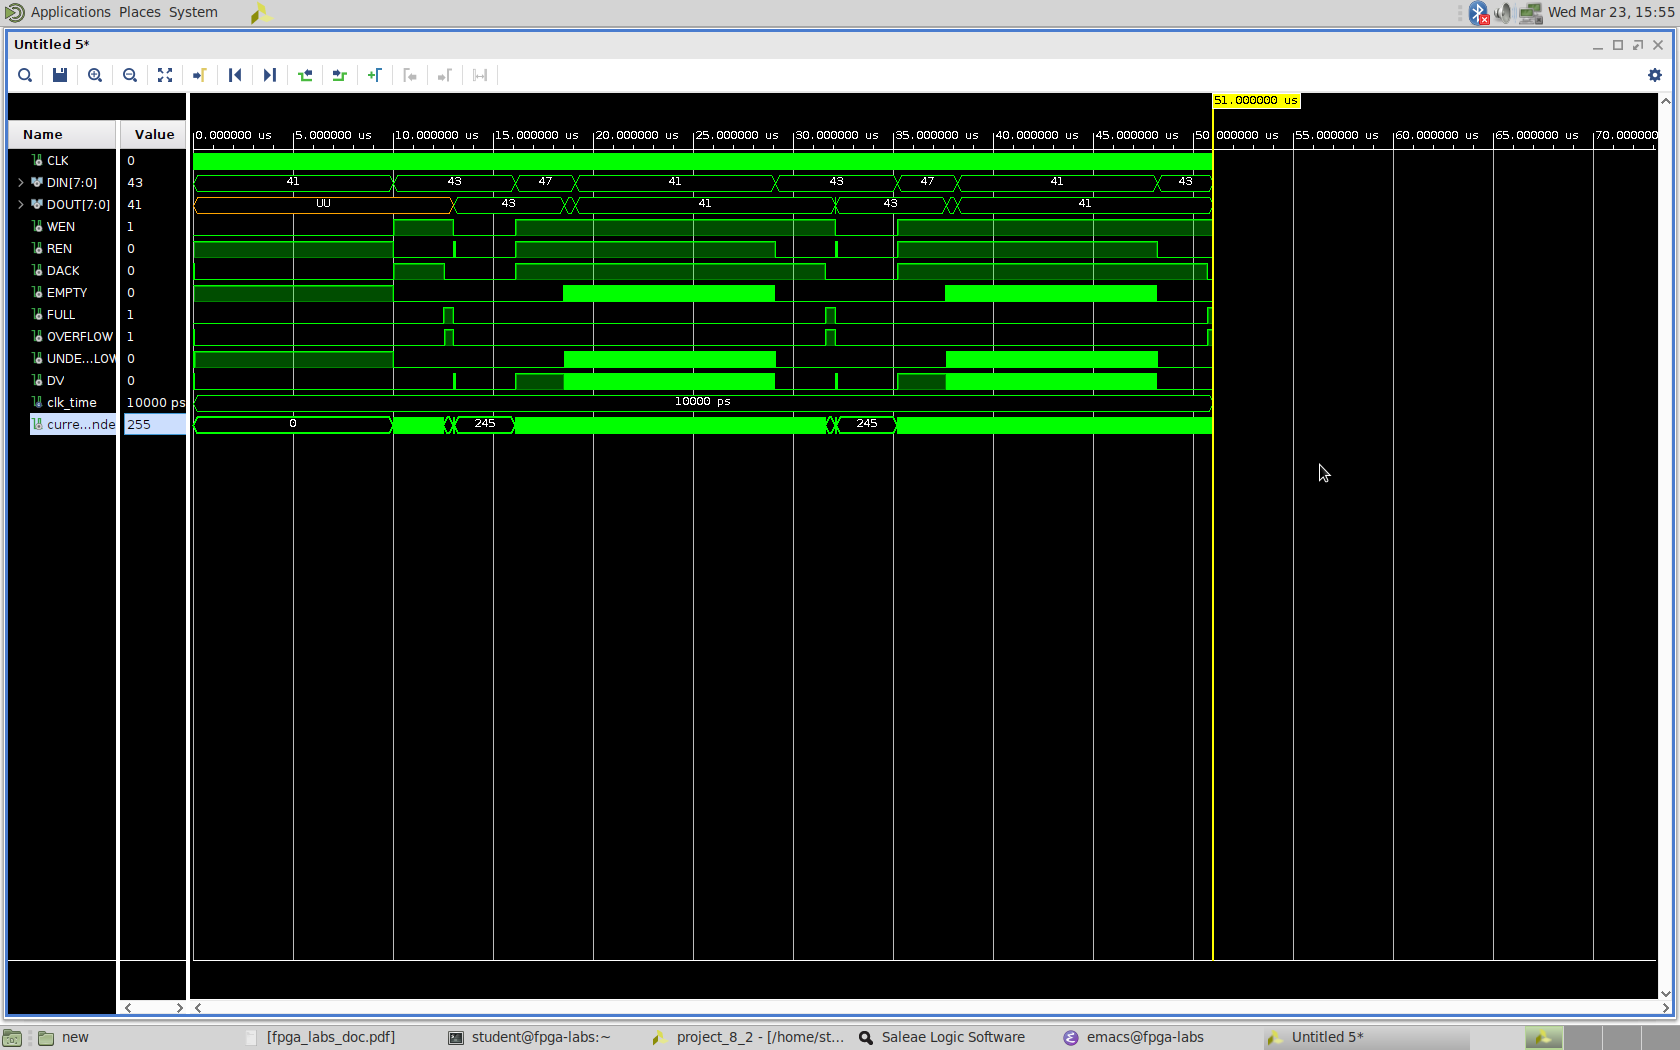 Applications Places System
Wed Mar 23, 15:55
Untitled 5*
51.000000 us
Name Value
0.000000 us 5.000000 us 10.000000 us 15.000000 us 20.000000 us 25.000000 us 30.000000 us 35.000000 us 40.000000 us 45.000000 us 50.000000 us 55.000000 us 60.000000 us 65.000000 us 70.000000
CLK 0
DIN[7:0] 43 41 43 47 41 43 47 41 43
DOUT[7:0] 41 UU 43 41 43 41
WEN 1
REN 0
DACK 0
EMPTY 0
FULL 1
OVERFLOW 1
UNDE...LOW 0
DV 0
clk_time 10000 ps 10000 ps
curre...nde 255 0 245 245
new [fpga_labs_doc.pdf] student@fpga-labs:~ project_8_2 - [/home/st... Saleae Logic Software emacs@fpga-labs Untitled 5*